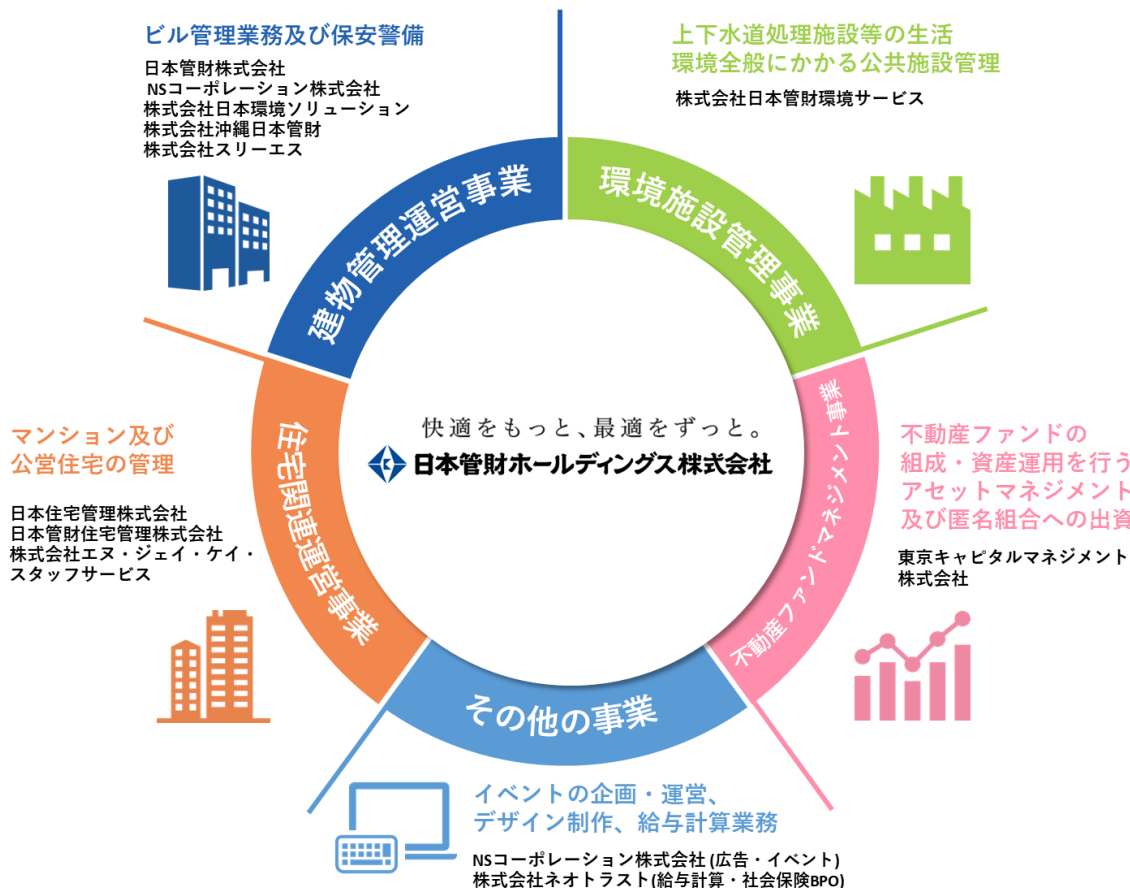 ビル管理業務及び保安警備
日本管財株式会社
NSコーポレーション株式会社
株式会社日本環境ソリューション
株式会社沖縄日本管財
株式会社スリーエス
上下水道処理施設等の生活
環境全般にかかる公共施設管理
株式会社日本管財環境サービス
建物管理運営事業
環境施設管理事業
マンション及び
公営住宅の管理
日本住宅管理株式会社
日本管財住宅管理株式会社
株式会社エヌ・ジェイ・ケイ・
スタッフサービス
住宅関連運営事業
快適をもっと、最適をずっと。
日本管財ホールディングス株式会社
不動産ファンドマネジメント事業
不動産ファンドの
組成・資産運用を行う
アセットマネジメント
及び匿名組合への出資
東京キャピタルマネジメント
株式会社
その他の事業
イベントの企画・運営、
デザイン制作、給与計算業務
NSコーポレーション株式会社 (広告・イベント)
株式会社ネオトラスト(給与計算・社会保険BPO)